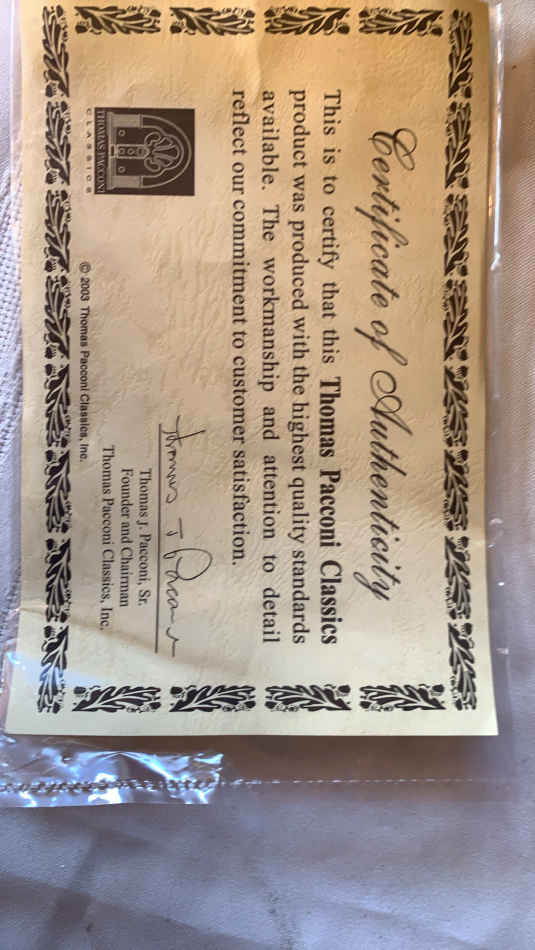 Certificate of Authenticity
This is to certify that this Thomas Pacconi Classics
product was produced with the highest quality standards
available. The workmanship and attention to detail
reflect our commitment to customer satisfaction.
Thomas J Pacconi
Thomas J. Pacconi, Sr.
Founder and Chairman
Thomas Pacconi Classics, Inc.
THOMAS PACCONI
CLASSICS
© 2003 Thomas Pacconi Classics, Inc.